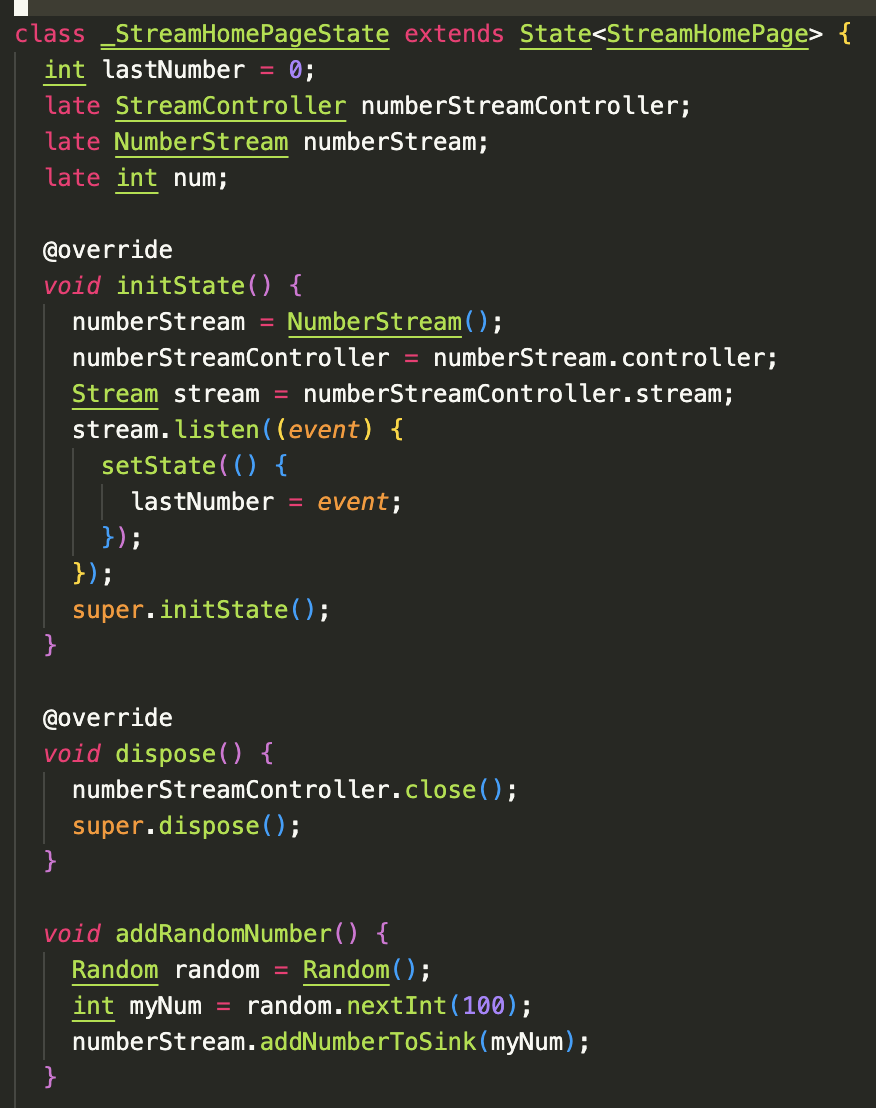 class _StreamHomePageState extends State<StreamHomePage> {
  int lastNumber = 0;
  late StreamController numberStreamController;
  late NumberStream numberStream;
  late int num;

  @override
  void initState() {
    numberStream = NumberStream();
    numberStreamController = numberStream.controller;
    Stream stream = numberStreamController.stream;
    stream.listen((event) {
      setState(() {
        lastNumber = event;
      });
    });
    super.initState();
  }

  @override
  void dispose() {
    numberStreamController.close();
    super.dispose();
  }

  void addRandomNumber() {
    Random random = Random();
    int myNum = random.nextInt(100);
    numberStream.addNumberToSink(myNum);
  }